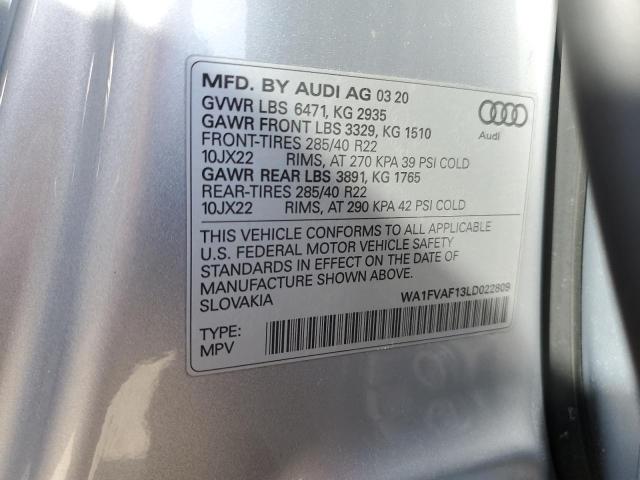 MFD. BY AUDI AG 03 20
GVWR LBS 6471, KG 2935
GAWR FRONT LBS 3329, KG 1510
FRONT-TIRES 285/40 R22
10JX22 RIMS, AT 270 KPA 39 PSI COLD
GAWR REAR LBS 3891, KG 1765
REAR-TIRES 285/40 R22
10JX22 RIMS, AT 290 KPA 42 PSI COLD
Audi
THIS VEHICLE CONFORMS TO ALL APPLICABLE
U.S. FEDERAL MOTOR VEHICLE SAFETY
STANDARDS IN EFFECT ON THE DATE OF
MANUFACTURE SHOWN ABOVE.
SLOVAKIA
WA1FVAF13LD022809
TYPE:
MPV